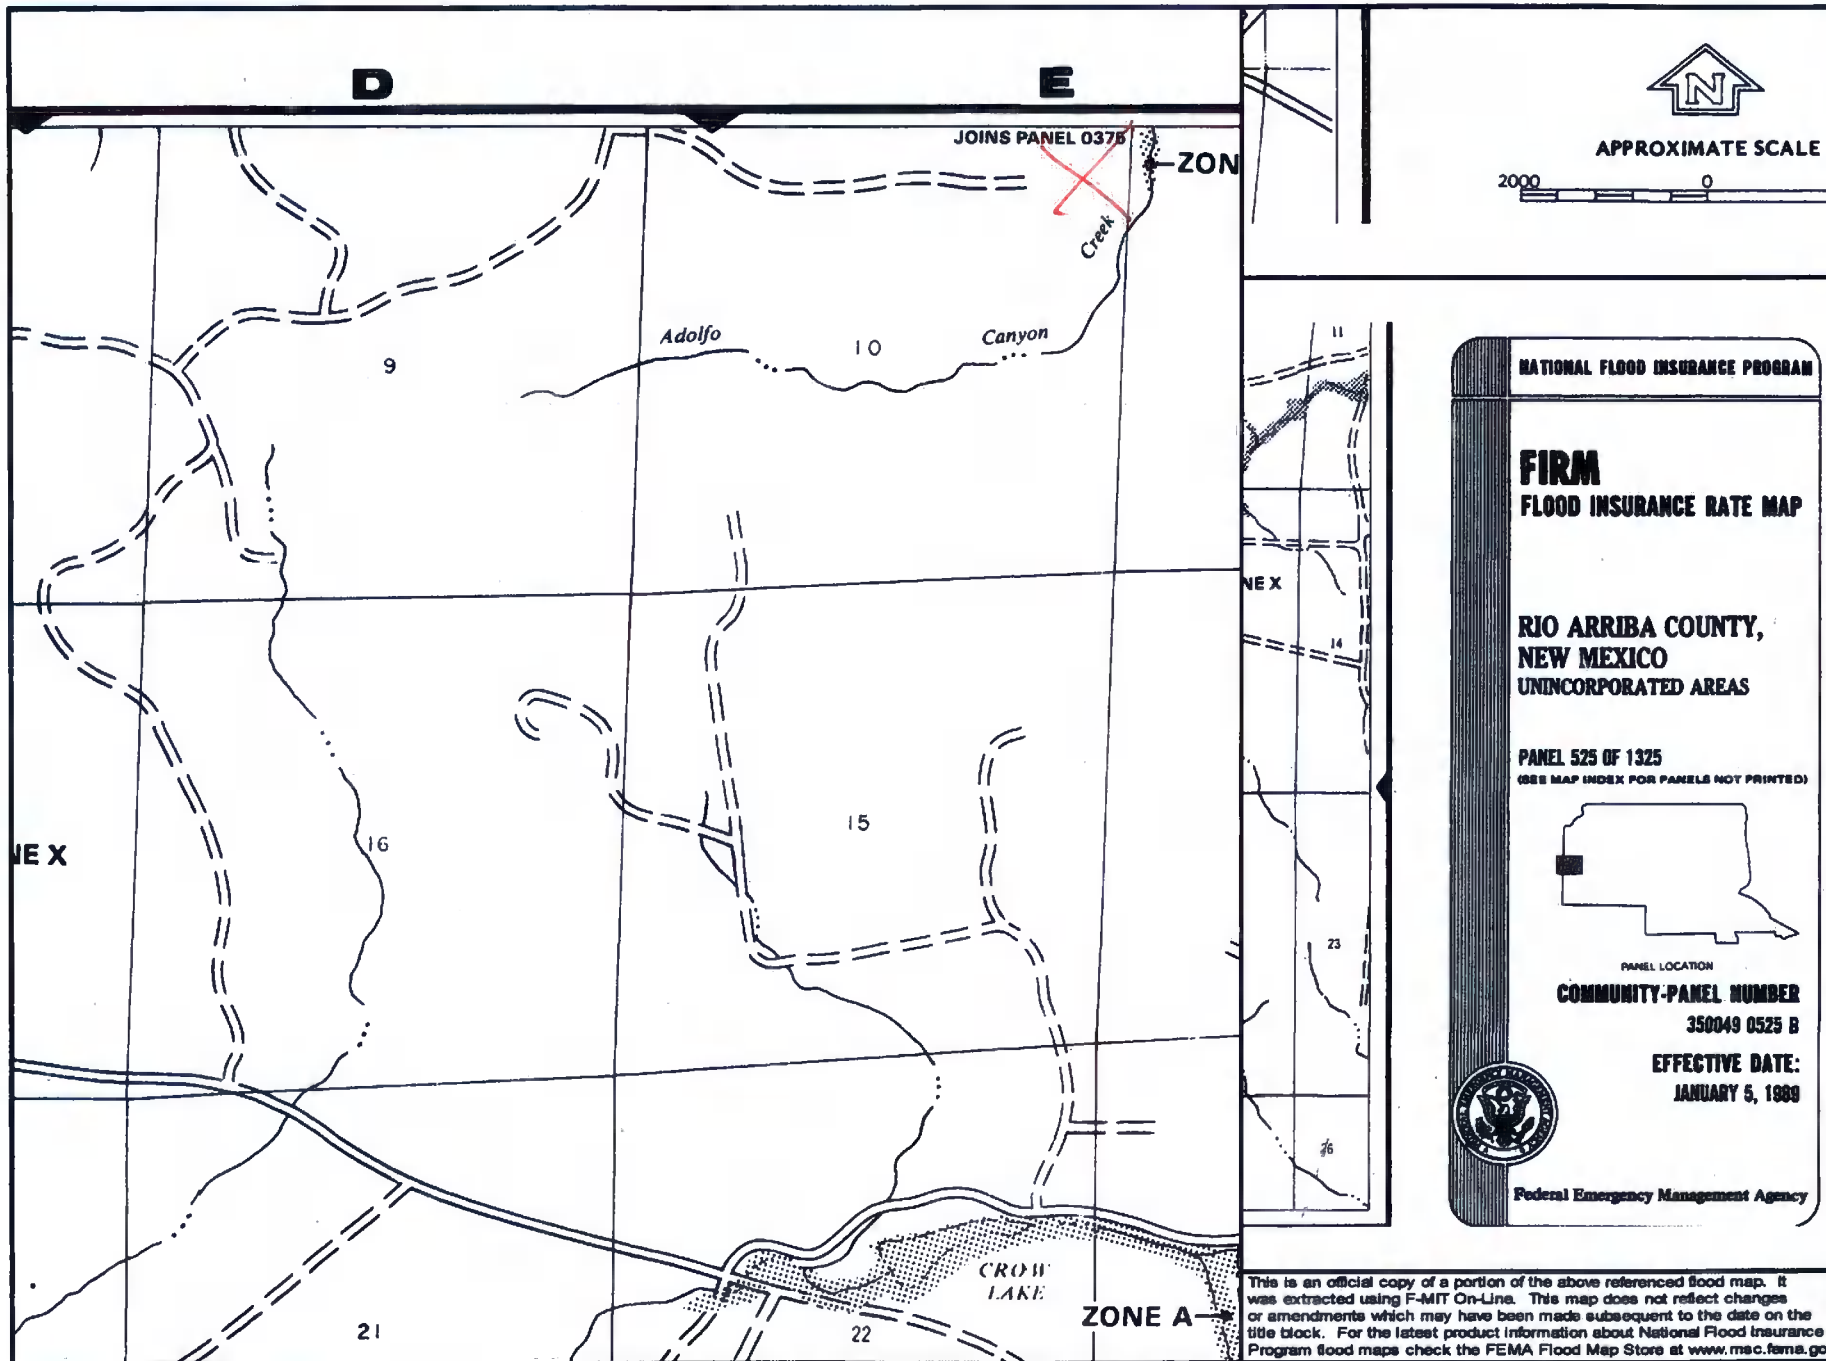 D E
JOINS PANEL 0375
ZON
Creek
Adolfo 10 Canyon
9
NE X
16
15
CROW
LAKE
ZONE A
21
22
N
APPROXIMATE SCALE
2000 0
11
NE X
14
23
26
NATIONAL FLOOD INSURANCE PROGRAM
FIRM
FLOOD INSURANCE RATE MAP
RIO ARRIBA COUNTY,
NEW MEXICO
UNINCORPORATED AREAS
PANEL 525 OF 1325
(SEE MAP INDEX FOR PANELS NOT PRINTED)
PANEL LOCATION
COMMUNITY-PANEL NUMBER
350049 0525 B
EFFECTIVE DATE:
JANUARY 5, 1989
Federal Emergency Management Agency
This is an official copy of a portion of the above referenced flood map. It
was extracted using F-MIT On-Line. This map does not reflect changes
or amendments which may have been made subsequent to the date on the
title block. For the latest product information about National Flood Insurance
Program flood maps check the FEMA Flood Map Store at www.msc.fema.go